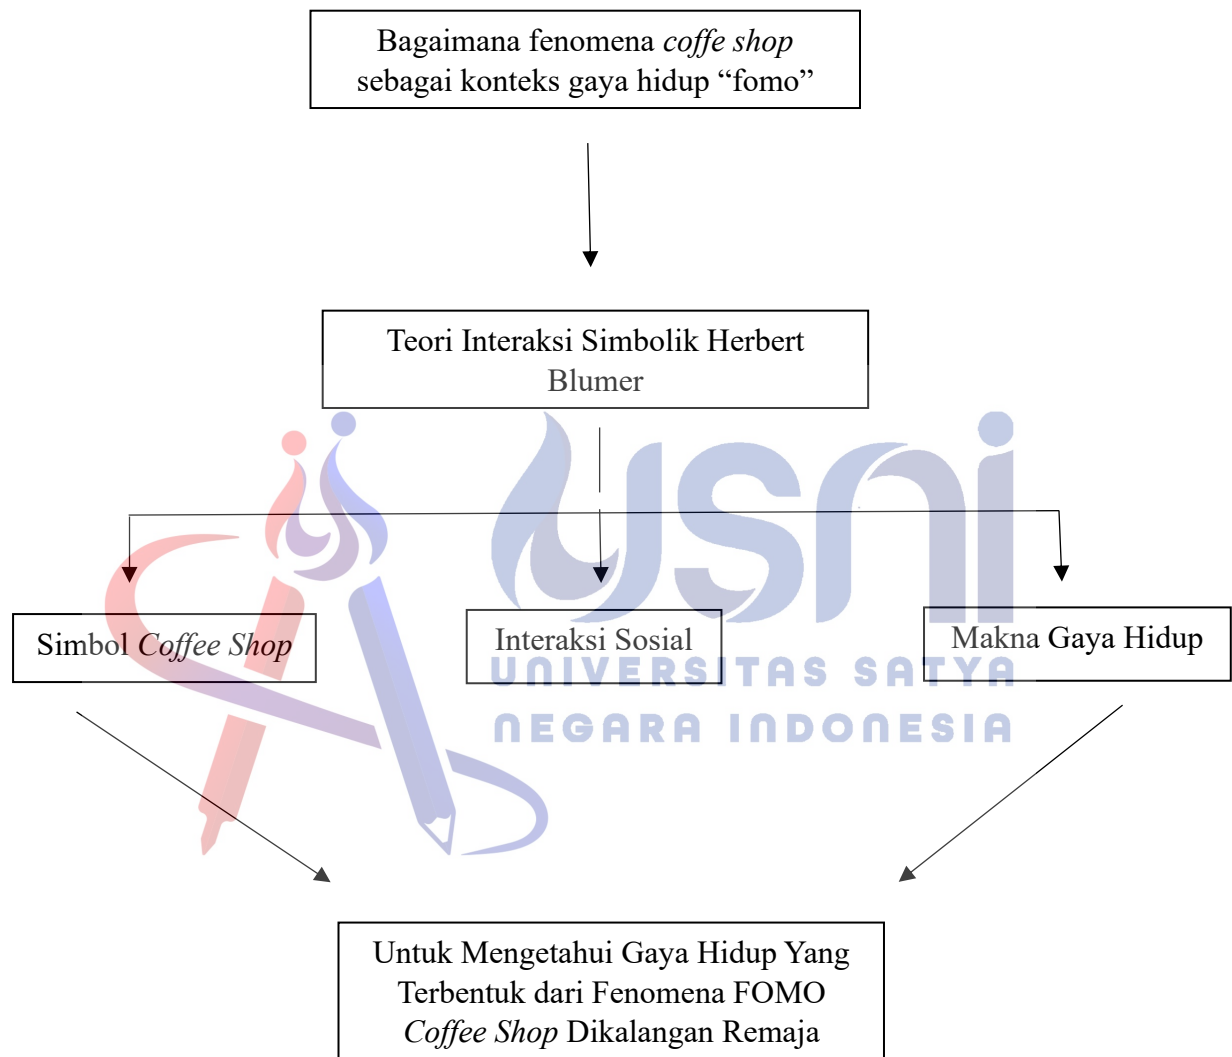 Bagaimana fenomena coffe shop
sebagai konteks gaya hidup “fomo”
Teori Interaksi Simbolik Herbert
Blumer
usni
Simbol Coffee Shop
Interaksi Sosial
Makna Gaya Hidup
UNIVERSITAS SATYA
NEGARA INDONESIA
Untuk Mengetahui Gaya Hidup Yang
Terbentuk dari Fenomena FOMO
Coffee Shop Dikalangan Remaja